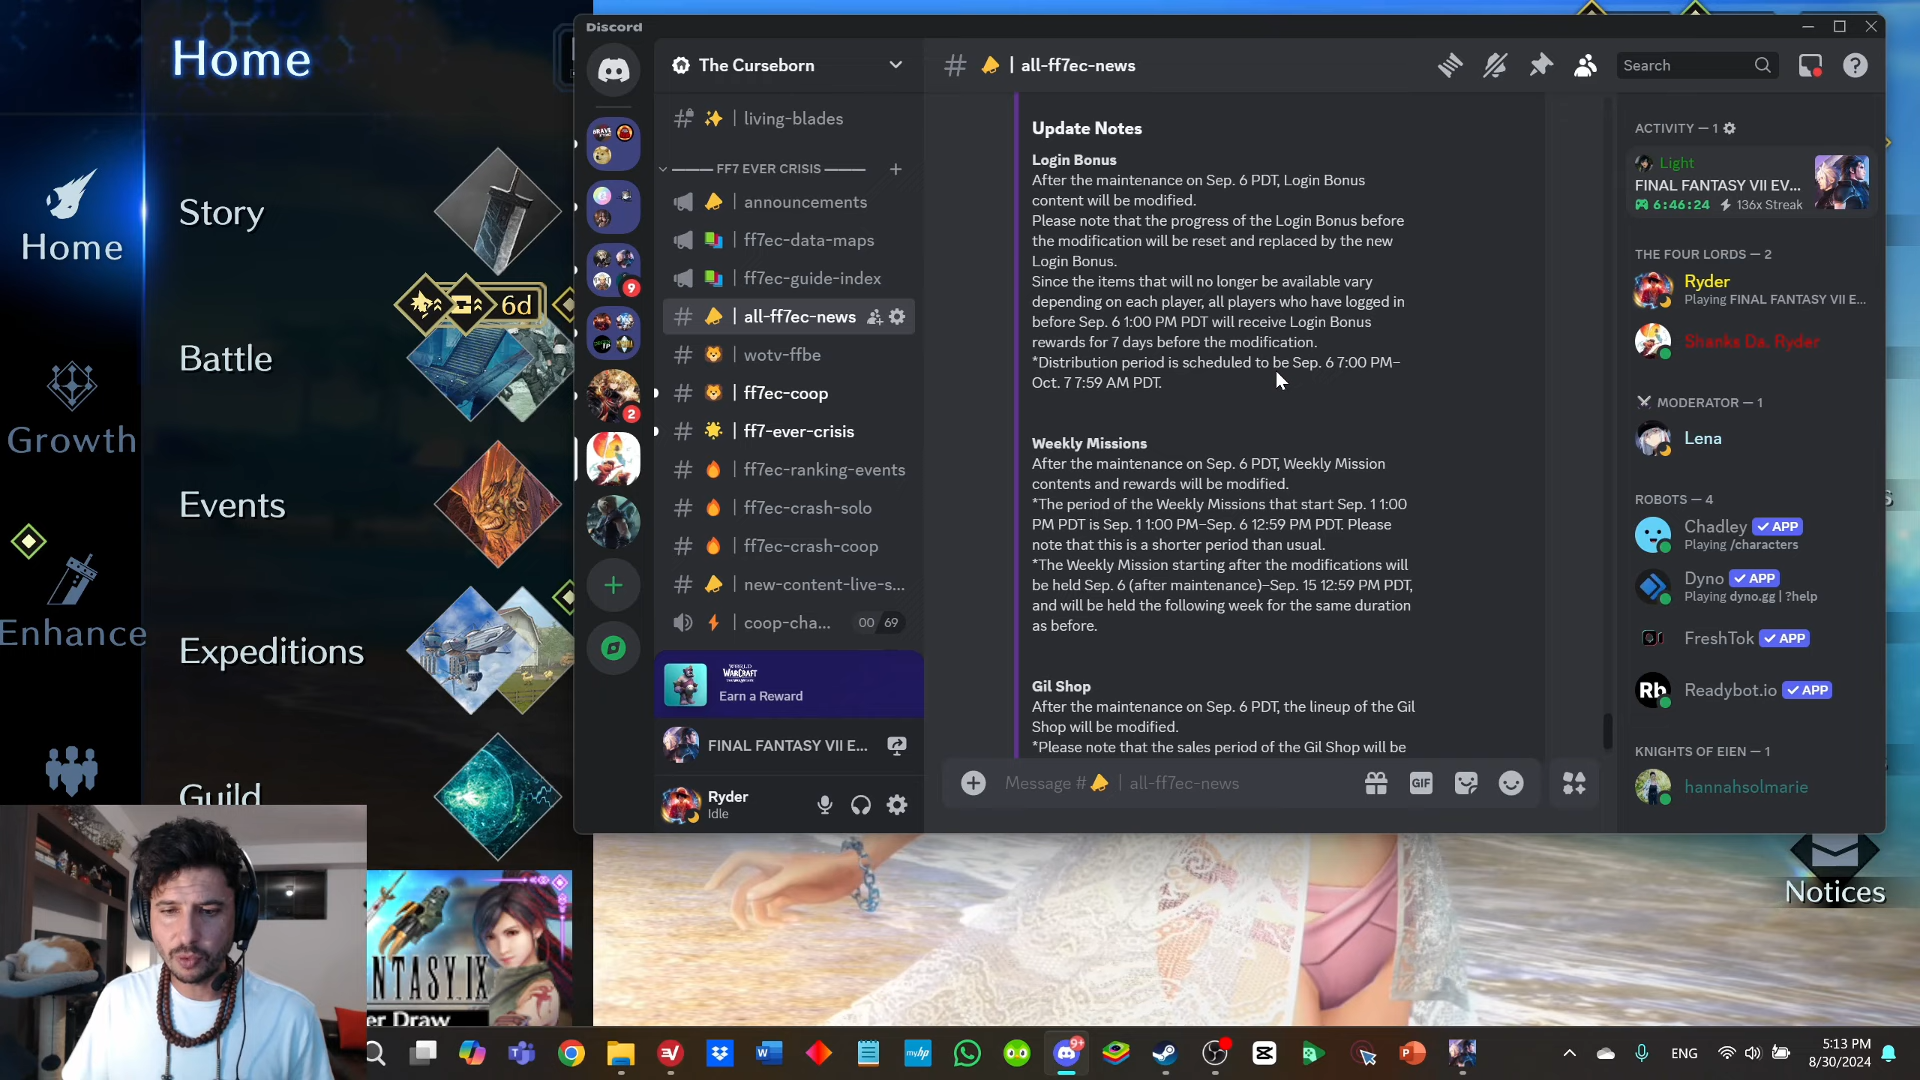 Home
Home
Story
6d
Battle
Growth
Events
Enhance
Expeditions
Guild
NTASY IX
er Draw
Discord
The Curseborn
living-blades
FF7 EVER CRISIS
announcements
ff7ec-data-maps
ff7ec-guide-index
all-ff7ec-news
wotv-ffbe
ff7ec-coop
ff7-ever-crisis
ff7ec-ranking-events
ff7ec-crash-solo
ff7ec-crash-coop
new-content-live-s...
coop-cha... 00 69
WORLD
WARCRAFT
Earn a Reward
FINAL FANTASY VII E...
Ryder
Idle
9
2
# | all-ff7ec-news
Search
Update Notes
Login Bonus
After the maintenance on Sep. 6 PDT, Login Bonus
content will be modified.
Please note that the progress of the Login Bonus before
the modification will be reset and replaced by the new
Login Bonus.
Since the items that will no longer be available vary
depending on each player, all players who have logged in
before Sep. 6 1:00 PM PDT will receive Login Bonus
rewards for 7 days before the modification.
*Distribution period is scheduled to be Sep. 6 7:00 PM–
Oct. 7 7:59 AM PDT.
Weekly Missions
After the maintenance on Sep. 6 PDT, Weekly Mission
contents and rewards will be modified.
*The period of the Weekly Missions that start Sep. 1 1:00
PM PDT is Sep. 1 1:00 PM–Sep. 6 12:59 PM PDT. Please
note that this is a shorter period than usual.
*The Weekly Mission starting after the modifications will
be held Sep. 6 (after maintenance)–Sep. 15 12:59 PM PDT,
and will be held the following week for the same duration
as before.
Gil Shop
After the maintenance on Sep. 6 PDT, the lineup of the Gil
Shop will be modified.
*Please note that the sales period of the Gil Shop will be
Message # | all-ff7ec-news
GIF
ACTIVITY — 1
Light
FINAL FANTASY VII EV...
6:46:24 136x Streak
THE FOUR LORDS — 2
Ryder
Playing FINAL FANTASY VII E...
Shanks Da. Ryder
MODERATOR — 1
Lena
ROBOTS — 4
Chadley APP
Playing /characters
Dyno APP
Playing dyno.gg | ?help
FreshTok APP
Rb Readybot.io APP
KNIGHTS OF EIEN — 1
hannahsolmarie
Notices
myhp
9+
ENG
5:13 PM
8/30/2024